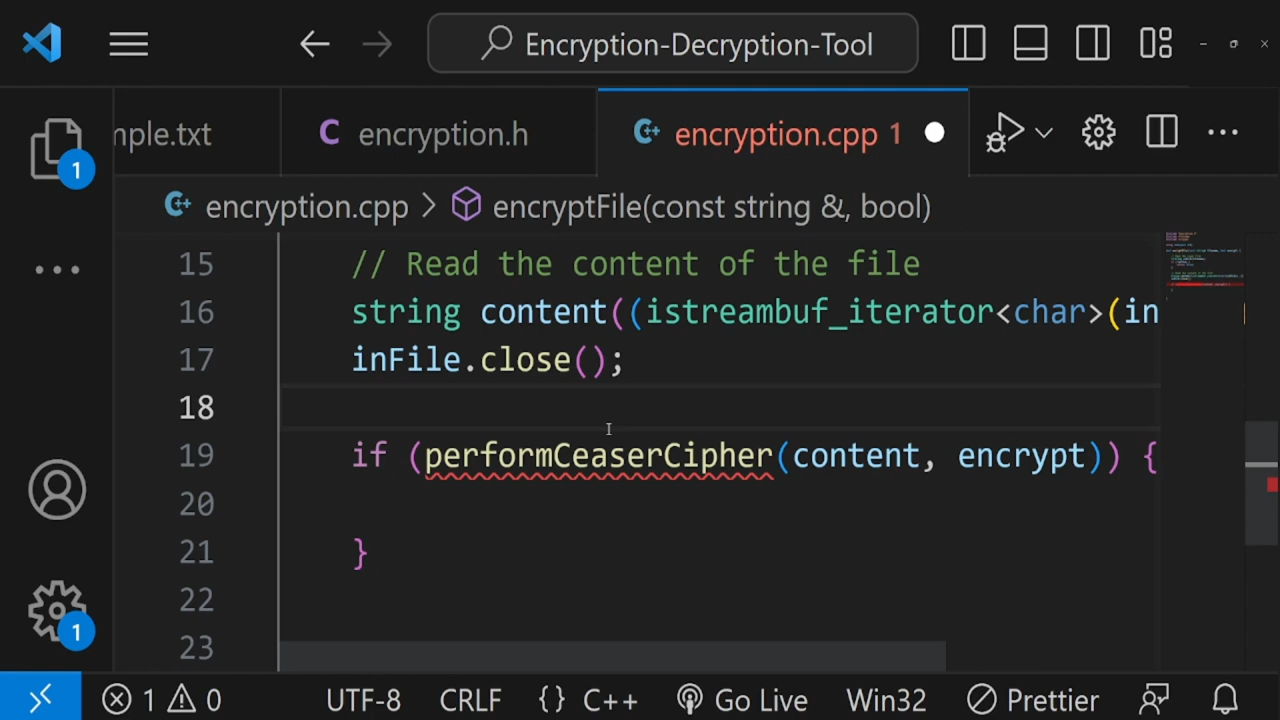 Encryption-Decryption-Tool
mple.txt
C encryption.h
encryption.cpp 1
encryption.cpp > encryptFile(const string &, bool)
1
15 // Read the content of the file
16 string content((istreambuf_iterator<char>(in
17 inFile.close();
18
19 if (performCeaserCipher(content, encrypt)) {
20
21 }
22
23
1
1 0 UTF-8 CRLF {} C++ Go Live Win32 Prettier